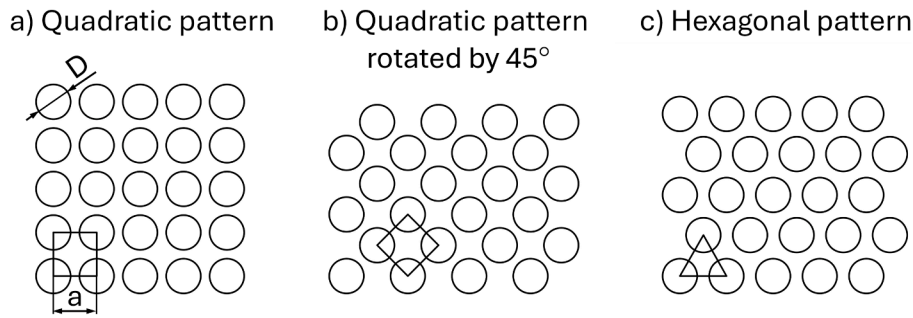 a) Quadratic pattern
b) Quadratic pattern
rotated by 45°
c) Hexagonal pattern
D
a